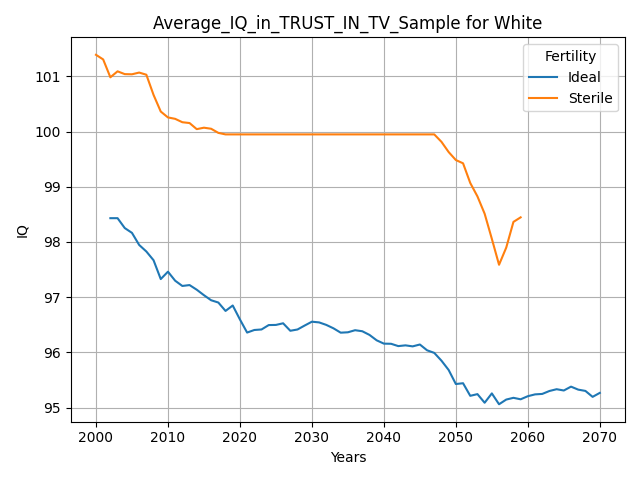 Average_IQ_in_TRUST_IN_TV_Sample for White
Fertility
Ideal
Sterile
101
100
99
98
97
96
95
IQ
2000 2010 2020 2030 2040 2050 2060 2070
Years